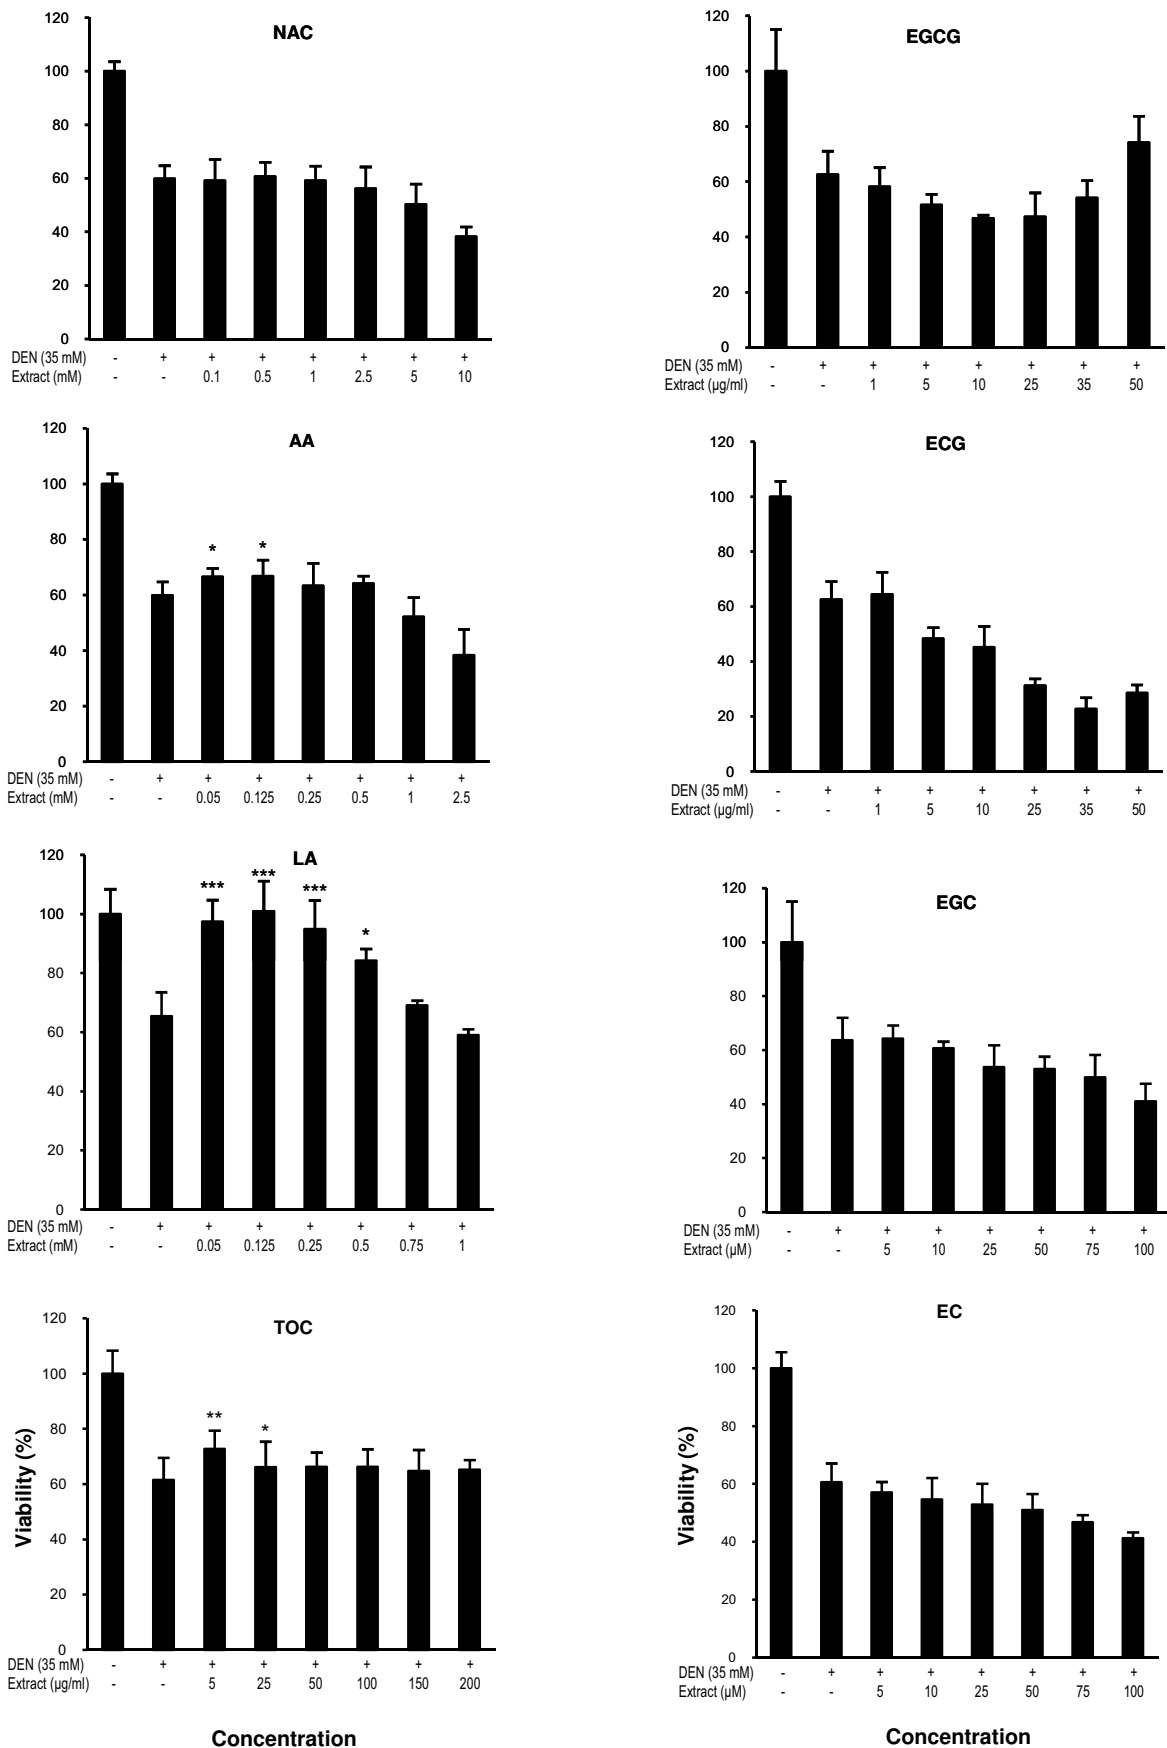 NAC
120
100
80
60
40
20
0
DEN (35 mM) - + + + + + + +
Extract (mM) - - 0.1 0.5 1 2.5 5 10
EGCG
120
100
80
60
40
20
0
DEN (35 mM) - + + + + + + +
Extract (µg/ml) - - 1 5 10 25 35 50
AA
120
100
80
60
40
20
0
* *
DEN (35 mM) - + + + + + + +
Extract (mM) - - 0.05 0.125 0.25 0.5 1 2.5
ECG
120
100
80
60
40
20
0
DEN (35 mM) - + + + + + + +
Extract (µg/ml) - - 1 5 10 25 35 50
LA
120
100
80
60
40
20
0
*** *** *** *
DEN (35 mM) - + + + + + + +
Extract (mM) - - 0.05 0.125 0.25 0.5 0.75 1
EGC
120
100
80
60
40
20
0
DEN (35 mM) - + + + + + + +
Extract (µM) - - 5 10 25 50 75 100
TOC
120
100
80
60
40
20
0
Viability (%)
** *
DEN (35 mM) - + + + + + + +
Extract (µg/ml) - - 5 25 50 100 150 200
Concentration
EC
120
100
80
60
40
20
0
Viability (%)
DEN (35 mM) - + + + + + + +
Extract (µM) - - 5 10 25 50 75 100
Concentration